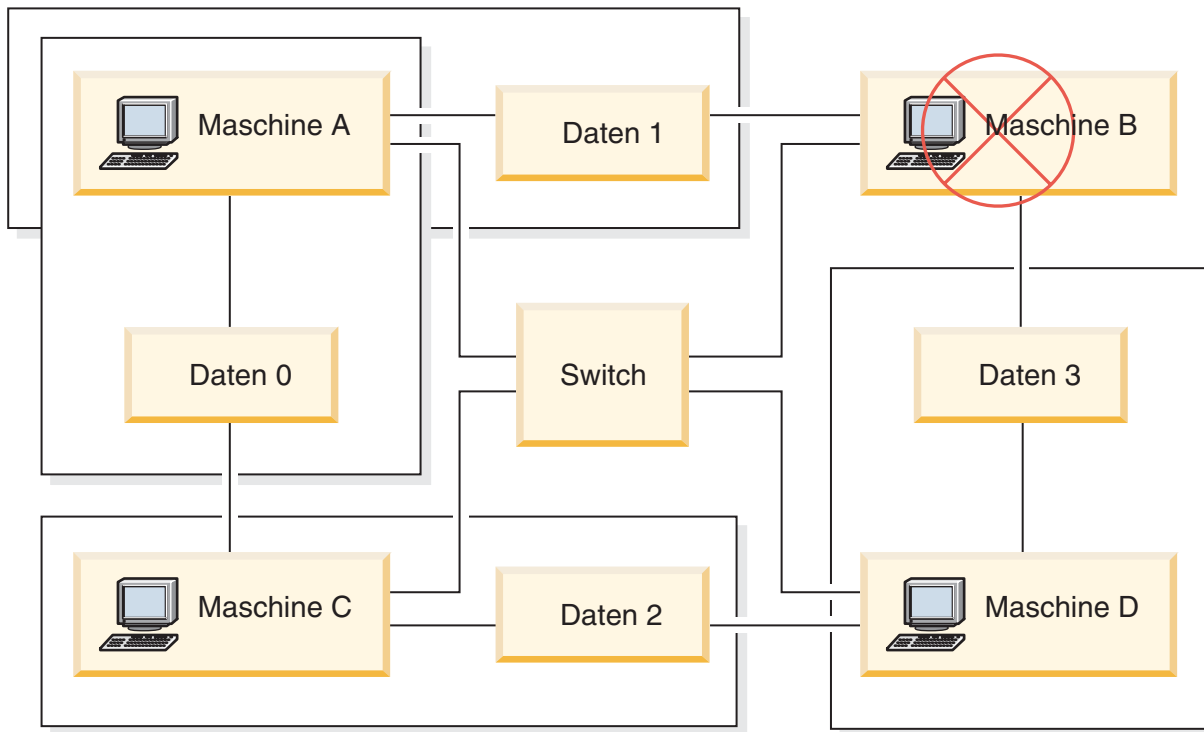 Maschine A
Daten 1
Maschine B
Daten 0
Switch
Daten 3
Maschine C
Daten 2
Maschine D